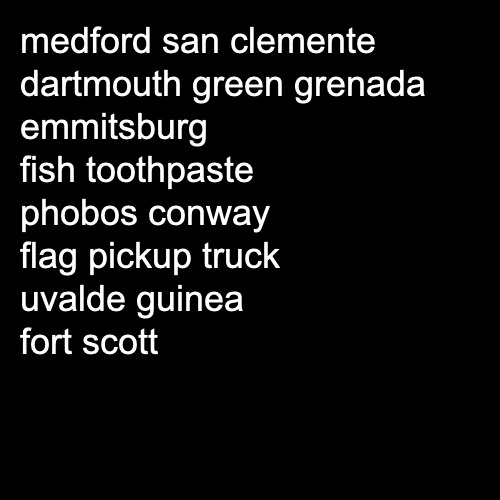 medford san clemente
dartmouth green grenada
emmitsburg
fish toothpaste
phobos conway
flag pickup truck
uvalde guinea
fort scott